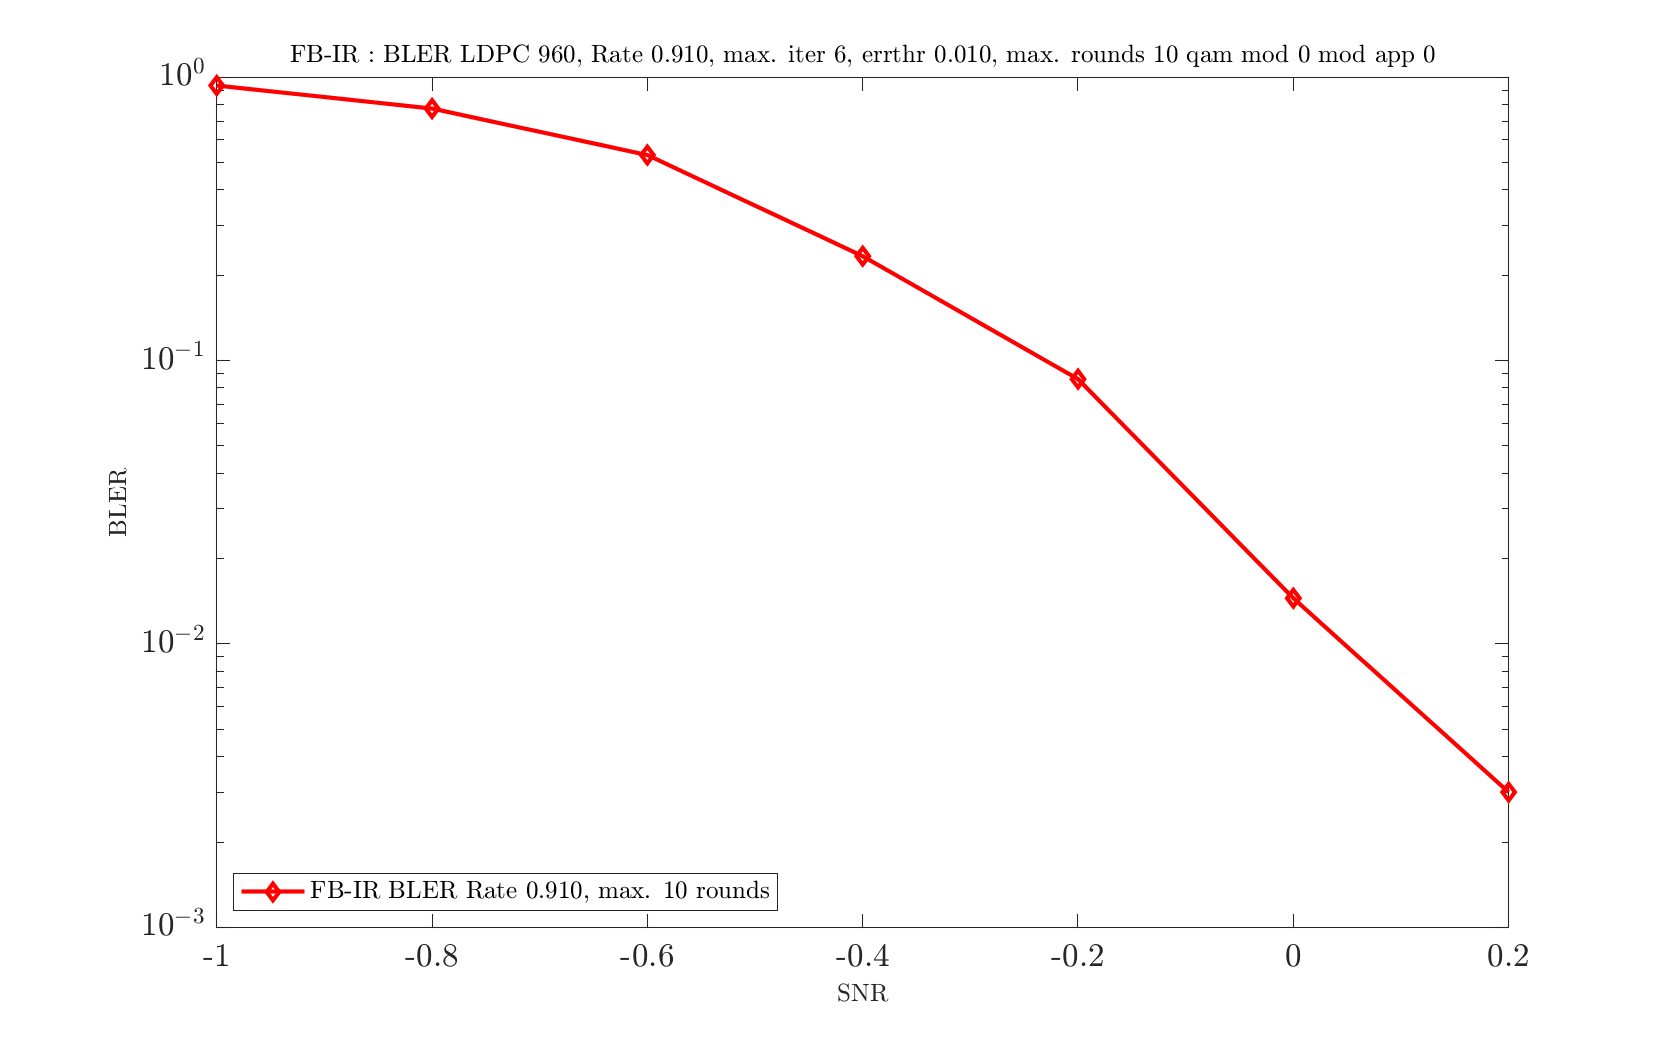 FB-IR : BLER LDPC 960, Rate 0.910, max. iter 6, errthr 0.010, max. rounds 10 qam mod 0 mod app 0
10⁰
10⁻¹
10⁻²
10⁻³
BLER
FB-IR BLER Rate 0.910, max. 10 rounds
-1 -0.8 -0.6 -0.4 -0.2 0 0.2
SNR